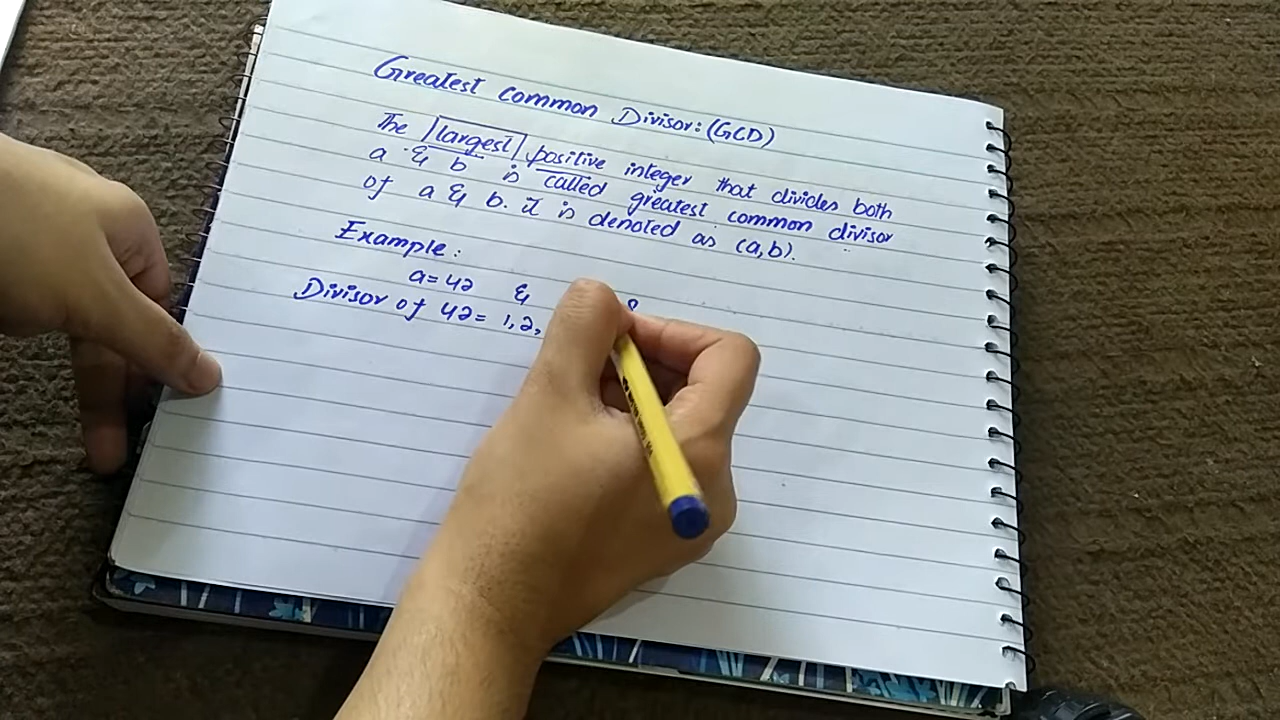 Greatest common Divisor: (GCD)
The largest positive integer that divides both
a & b is called greatest common divisor
of a & b. it is denoted as (a,b).
Example:
a=42 & 8
Divisor of 42= 1,2,